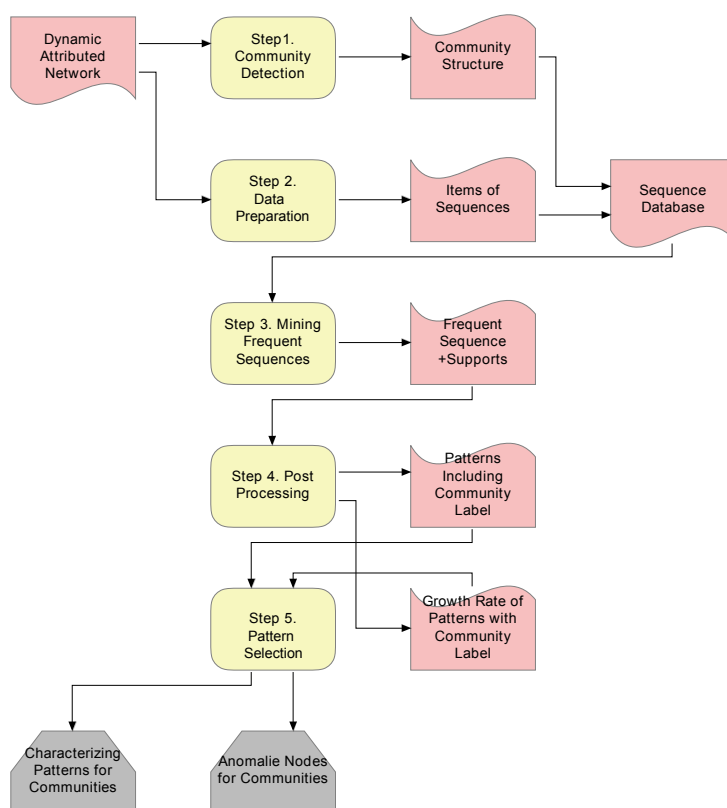 Dynamic
Attributed
Network
Step1.
Community
Detection
Community
Structure
Step 2.
Data
Preparation
Items of
Sequences
Sequence
Database
Step 3. Mining
Frequent
Sequences
Frequent
Sequence
+Supports
Step 4. Post
Processing
Patterns
Including
Community
Label
Step 5.
Pattern
Selection
Growth Rate of
Patterns with
Community
Label
Characterizing
Patterns for
Communities
Anomalie Nodes
for Communities